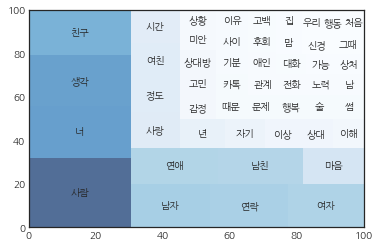 100
80
60
40
20
0
친구
생각
너
사람
시간
여친
정도
사랑
상황 이유 고백 집 우리 행동 처음
미안 사이 후회 맘 신경 그때
상대방 기분 애인 대화 가능 상처
고민 카톡 관계 전화 노력 남
감정 때문 문제 행복 술 썸
년 자기 이상 상대 이해
연애 남친 마음
남자 연락 여자
0 20 40 60 80 100